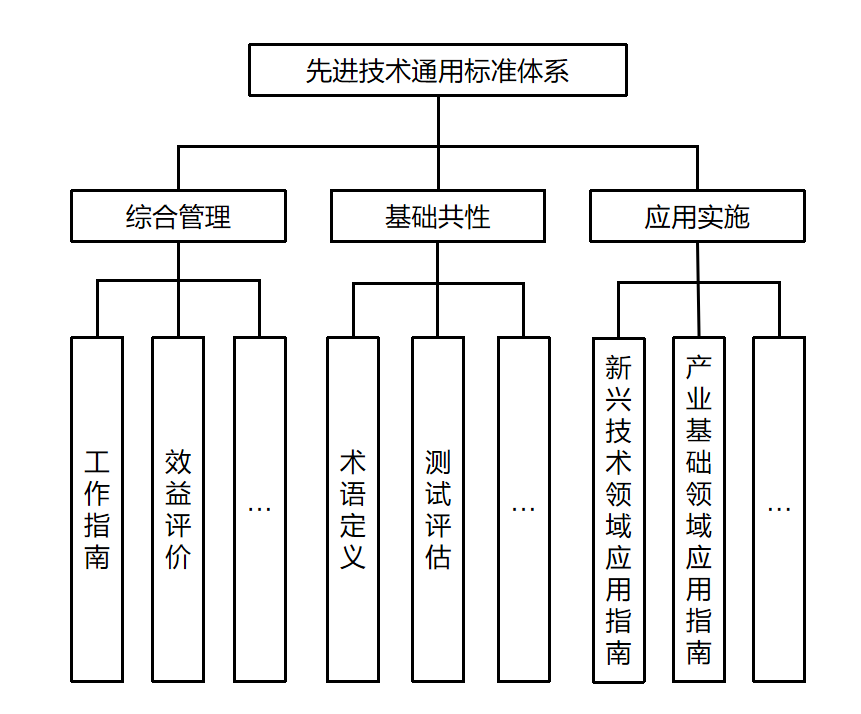 先进技术通用标准体系
综合管理
基础共性
应用实施
工作指南
效益评价
…
术语定义
测试评估
…
新兴技术领域应用指南
产业基础领域应用指南
…